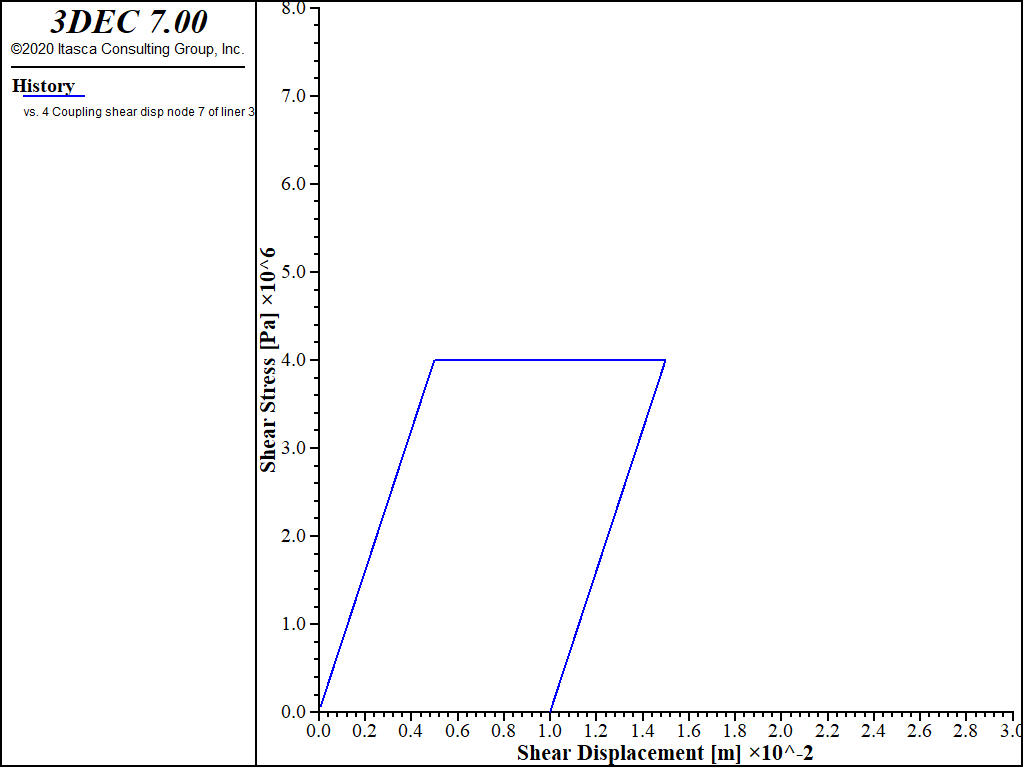 3DEC 7.00
©2020 Itasca Consulting Group, Inc.
History
vs. 4 Coupling shear disp node 7 of liner 3
Shear Stress [Pa] ×10^6
8.0
7.0
6.0
5.0
4.0
3.0
2.0
1.0
0.0
0.0 0.2 0.4 0.6 0.8 1.0 1.2 1.4 1.6 1.8 2.0 2.2 2.4 2.6 2.8 3.0
Shear Displacement [m] ×10^-2